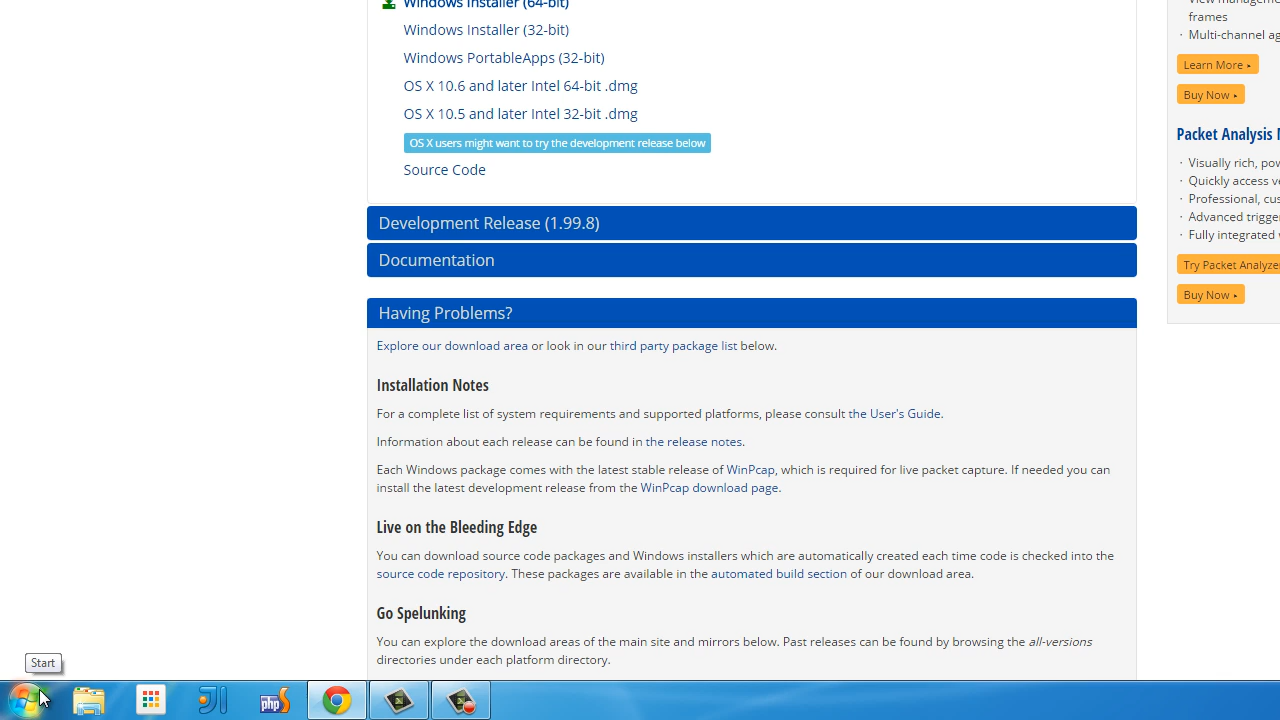 Windows Installer (64-bit)
Windows Installer (32-bit)
Windows PortableApps (32-bit)
OS X 10.6 and later Intel 64-bit .dmg
OS X 10.5 and later Intel 32-bit .dmg
OS X users might want to try the development release below
Source Code
Development Release (1.99.8)
Documentation
Having Problems?
Explore our download area or look in our third party package list below.
Installation Notes
For a complete list of system requirements and supported platforms, please consult the User's Guide.
Information about each release can be found in the release notes.
Each Windows package comes with the latest stable release of WinPcap, which is required for live packet capture. If needed you can
install the latest development release from the WinPcap download page.
Live on the Bleeding Edge
You can download source code packages and Windows installers which are automatically created each time code is checked into the
source code repository. These packages are available in the automated build section of our download area.
Go Spelunking
You can explore the download areas of the main site and mirrors below. Past releases can be found by browsing the all-versions
directories under each platform directory.
View
frames
· Multi-channel
Learn More ▸
Buy Now ▸
Packet Analysis
· Visually rich,
· Quickly access
· Professional,
· Advanced
· Fully integrated
Try Packet
Buy Now ▸
Start
php